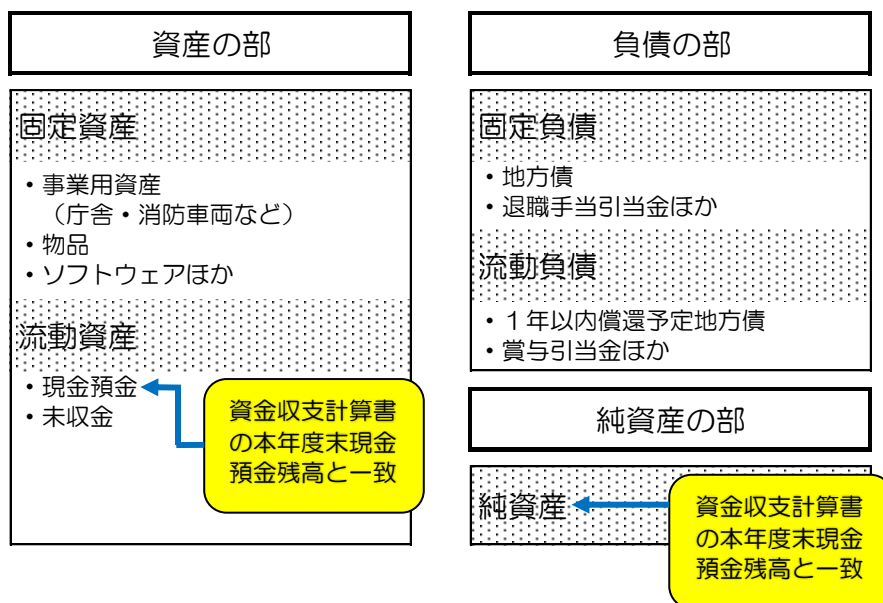 資産の部
固定資産
・事業用資産
（庁舎・消防車両など）
・物品
・ソフトウェアほか
流動資産
・現金預金
・未収金
資金収支計算書
の本年度末現金
預金残高と一致
負債の部
固定負債
・地方債
・退職手当引当金ほか
流動負債
・１年以内償還予定地方債
・賞与引当金ほか
純資産の部
純資産
資金収支計算書
の本年度末現金
預金残高と一致